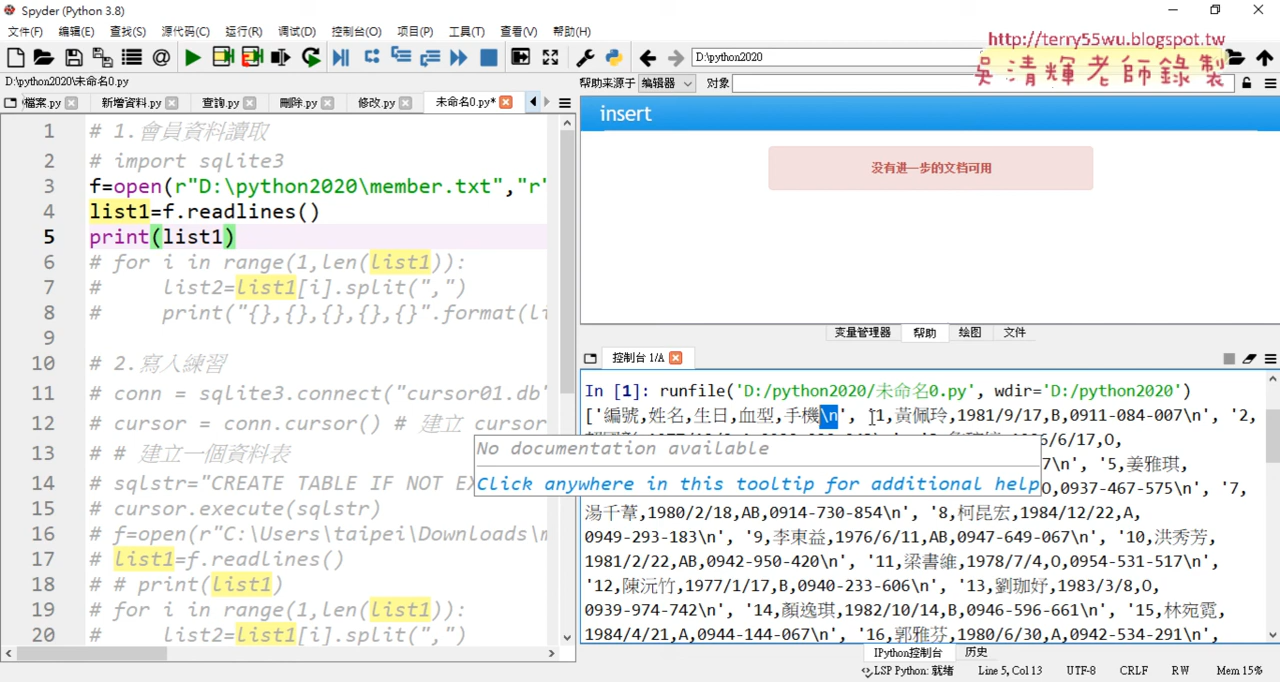 Spyder (Python 3.8)
文件(F) 编辑(E) 查找(S) 源代码(C) 运行(R) 调试(D) 控制台(O) 项目(P) 工具(T) 查看(V) 帮助(H)
D:\python2020
http://terry55wu.blogspot.tw
吳清輝老師錄製
D:\python2020\未命名0.py
帮助来源于 编辑器 对象
檔案.py 新增資料.py 查詢.py 刪除.py 修改.py 未命名0.py*
1 # 1.會員資料讀取
2 # import sqlite3
3 f=open(r"D:\python2020\member.txt","r'
4 list1=f.readlines()
5 print(list1)
6 # for i in range(1,len(list1)):
7 # list2=list1[i].split(",")
8 # print("{},{},{},{},{}".format(li
9
10 # 2.寫入練習
11 # conn = sqlite3.connect("cursor01.db"
12 # cursor = conn.cursor() # 建立 cursor
13 # # 建立一個資料表
14 # sqlstr="CREATE TABLE IF NOT EX
15 # cursor.execute(sqlstr)
16 # f=open(r"C:\Users\taipei\Downloads\m
17 # list1=f.readlines()
18 # # print(list1)
19 # for i in range(1,len(list1)):
20 # list2=list1[i].split(",")
insert
没有进一步的文档可用
变量管理器 帮助 绘图 文件
控制台 1/A
In [1]: runfile('D:/python2020/未命名0.py', wdir='D:/python2020')
['編號,姓名,生日,血型,手機\n', '1,黃佩玲,1981/9/17,B,0911-084-007\n', '2,
6/6/17,O,
No documentation available
7\n', '5,姜雅琪,
Click anywhere in this tooltip for additional help
O,0937-467-575\n', '7,
湯千葦,1980/2/18,AB,0914-730-854\n', '8,柯昆宏,1984/12/22,A,
0949-293-183\n', '9,李東益,1976/6/11,AB,0947-649-067\n', '10,洪秀芳,
1981/2/22,AB,0942-950-420\n', '11,梁書維,1978/7/4,O,0954-531-517\n',
'12,陳沅竹,1977/1/17,B,0940-233-606\n', '13,劉珈妤,1983/3/8,O,
0939-974-742\n', '14,顏逸琪,1982/10/14,B,0946-596-661\n', '15,林宛霓,
1984/4/21,A,0944-144-067\n', '16,郭雅芬,1980/6/30,A,0942-534-291\n',
IPython控制台 历史
LSP Python: 就绪 Line 5, Col 13 UTF-8 CRLF RW Mem 15%